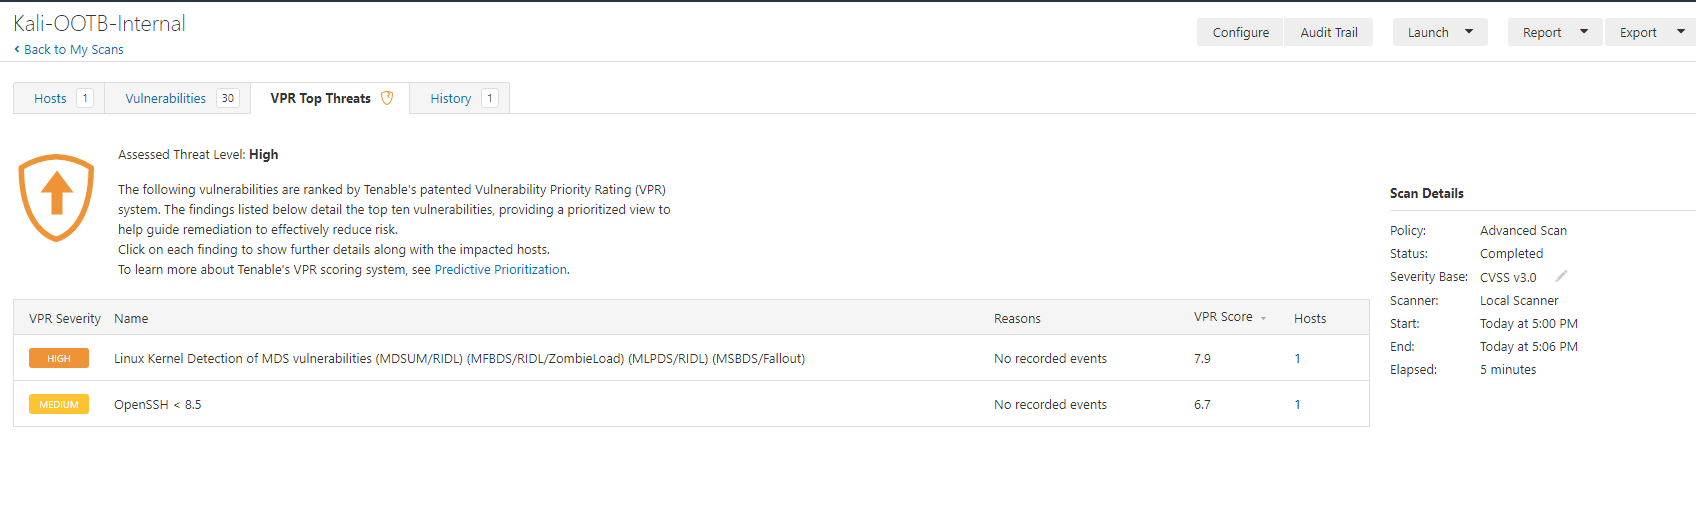 Kali-OOTB-Internal
Back to My Scans
Configure Audit Trail Launch Report Export
Hosts 1 Vulnerabilities 30 VPR Top Threats History 1
Assessed Threat Level: High
The following vulnerabilities are ranked by Tenable's patented Vulnerability Priority Rating (VPR)
system. The findings listed below detail the top ten vulnerabilities, providing a prioritized view to
help guide remediation to effectively reduce risk.
Click on each finding to show further details along with the impacted hosts.
To learn more about Tenable's VPR scoring system, see Predictive Prioritization.
VPR Severity Name Reasons VPR Score Hosts
HIGH Linux Kernel Detection of MDS vulnerabilities (MDSUM/RIDL) (MFBDS/RIDL/ZombieLoad) (MLPDS/RIDL) (MSBDS/Fallout) No recorded events 7.9 1
MEDIUM OpenSSH < 8.5 No recorded events 6.7 1
Scan Details
Policy: Advanced Scan
Status: Completed
Severity Base: CVSS v3.0
Scanner: Local Scanner
Start: Today at 5:00 PM
End: Today at 5:06 PM
Elapsed: 5 minutes